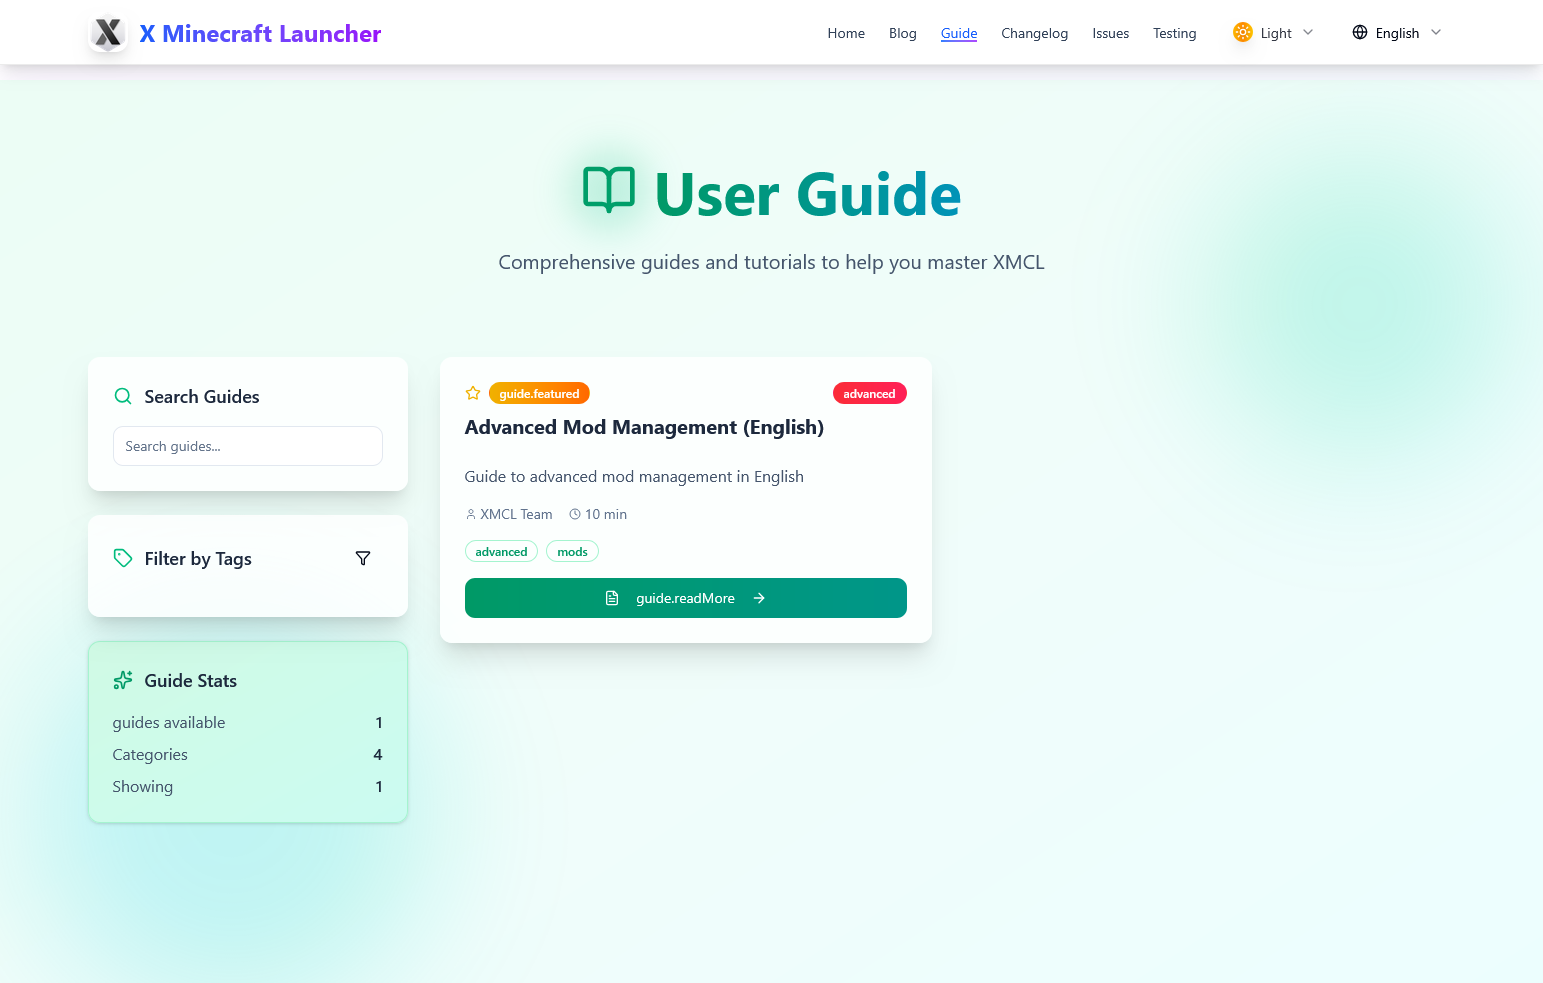 X Minecraft Launcher
Home
Blog
Guide
Changelog
Issues
Testing
Light
English
User Guide
Comprehensive guides and tutorials to help you master XMCL
Search Guides
Search guides...
Filter by Tags
Guide Stats
guides available 1
Categories 4
Showing 1
guide.featured
advanced
Advanced Mod Management (English)
Guide to advanced mod management in English
XMCL Team
10 min
advanced
mods
guide.readMore